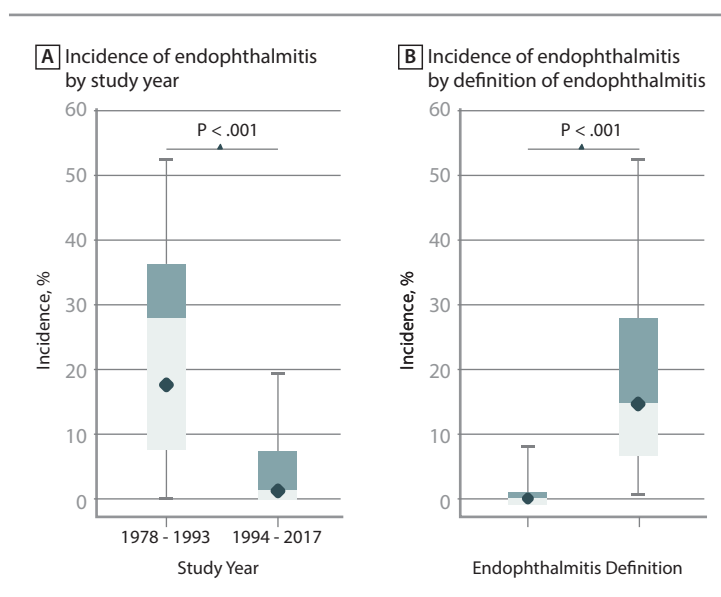 A Incidence of endophthalmitis
by study year
60
50
40
30
20
10
0
Incidence, %
P < .001
1978 - 1993 1994 - 2017
Study Year
B Incidence of endophthalmitis
by definition of endophthalmitis
60
50
40
30
20
10
0
Incidence, %
P < .001
Endophthalmitis Definition